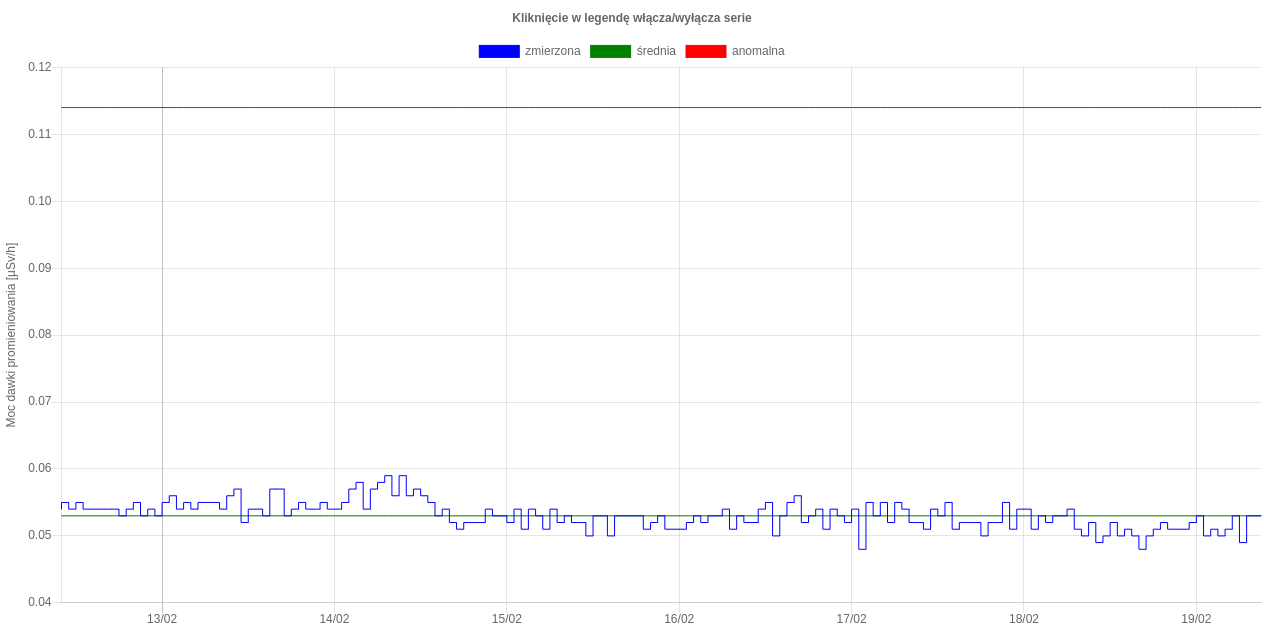 Kliknięcie w legendę włącza/wyłącza serie
zmierzona średnia anomalna
0.12
0.11
0.10
0.09
0.08
0.07
0.06
0.05
0.04
Moc dawki promieniowania [µSv/h]
13/02 14/02 15/02 16/02 17/02 18/02 19/02